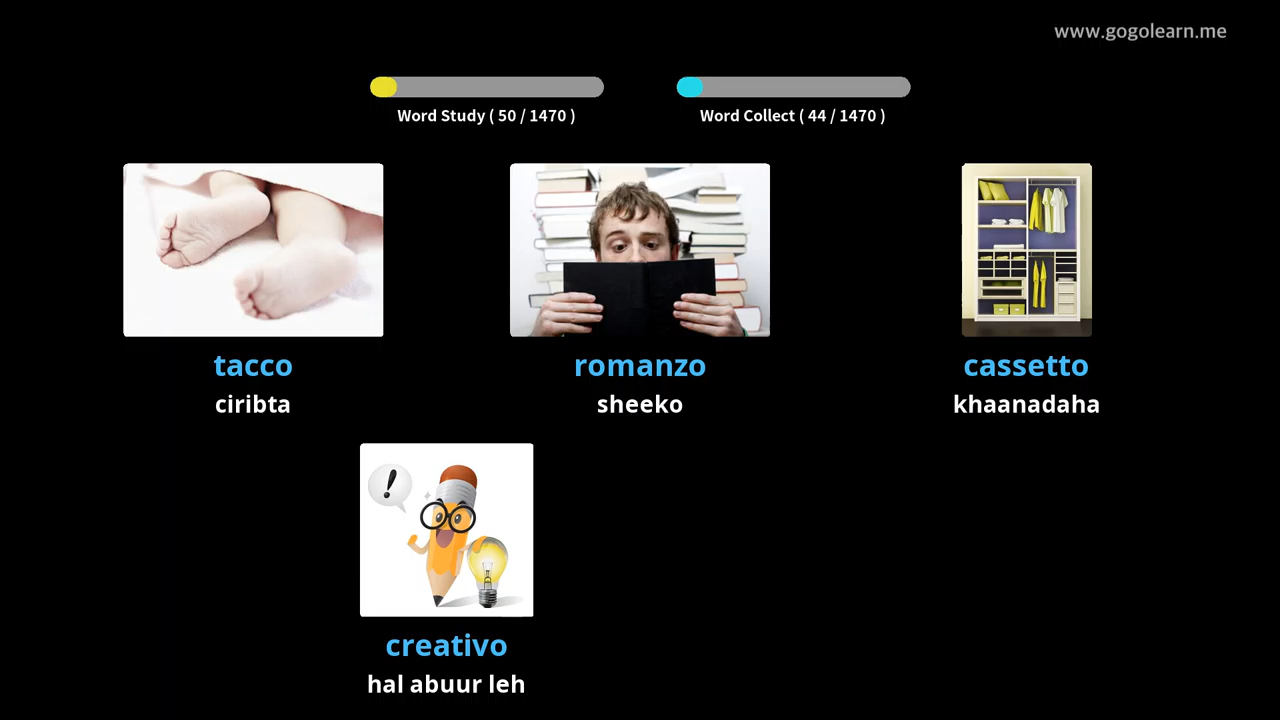 www.gogolearn.me
Word Study ( 50 / 1470 )
Word Collect ( 44 / 1470 )
tacco
ciribta
romanzo
sheeko
cassetto
khaanadaha
!
creativo
hal abuur leh